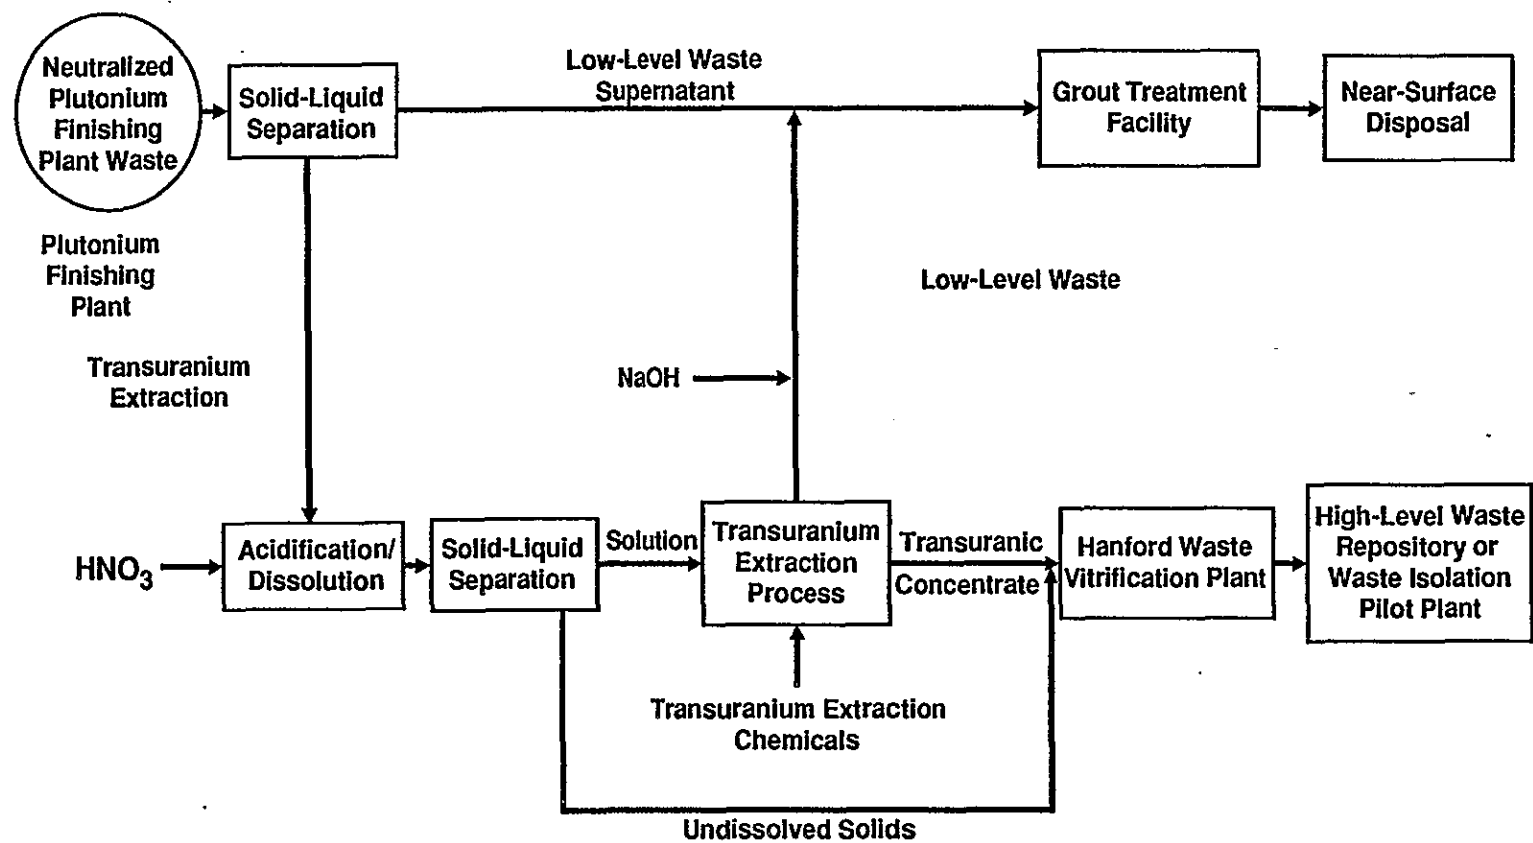 Neutralized
Plutonium
Finishing
Plant Waste
Solid-Liquid
Separation
Low-Level Waste
Supernatant
Grout Treatment
Facility
Near-Surface
Disposal
Plutonium
Finishing
Plant
Low-Level Waste
Transuranium
Extraction
NaOH
HNO3
Acidification/
Dissolution
Solid-Liquid
Separation
Solution
Transuranium
Extraction
Process
Transuranic
Concentrate
Hanford Waste
Vitrification Plant
High-Level Waste
Repository or
Waste Isolation
Pilot Plant
Transuranium Extraction
Chemicals
Undissolved Solids